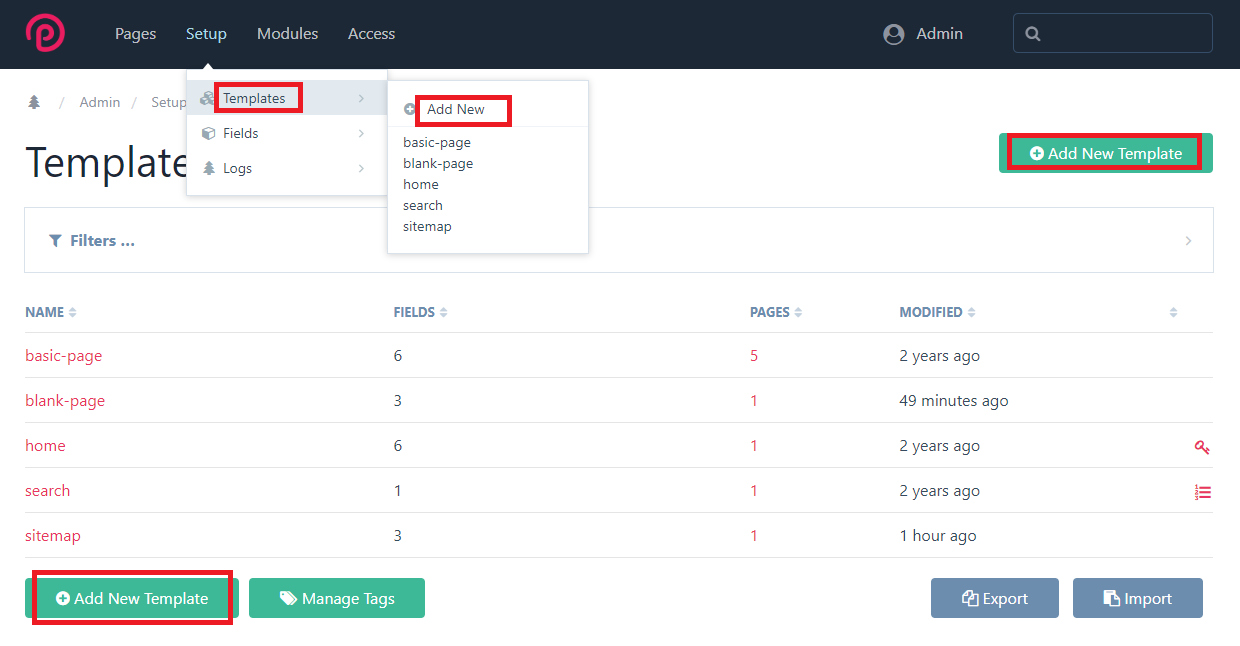 Pages Setup Modules Access Admin
Admin / Setup
Templates
Add New
Fields
Logs
basic-page
blank-page
home
search
sitemap
Template
Add New Template
Filters ...
NAME FIELDS PAGES MODIFIED
basic-page 6 5 2 years ago
blank-page 3 1 49 minutes ago
home 6 1 2 years ago
search 1 1 2 years ago
sitemap 3 1 1 hour ago
Add New Template Manage Tags Export Import